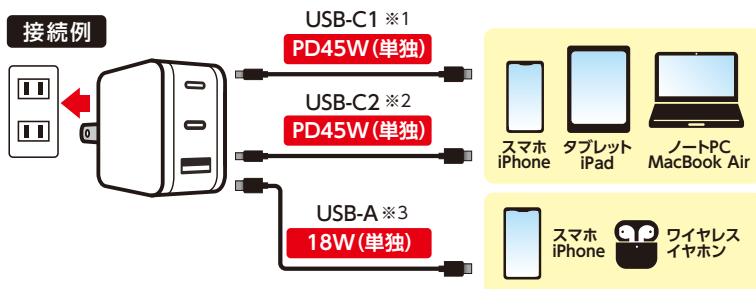 接続例
USB-C1 ※1
PD45W(単独)
USB-C2 ※2
PD45W(単独)
USB-A ※3
18W(単独)
スマホ
iPhone
タブレット
iPad
ノートPC
MacBook Air
スマホ
iPhone
ワイヤレス
イヤホン